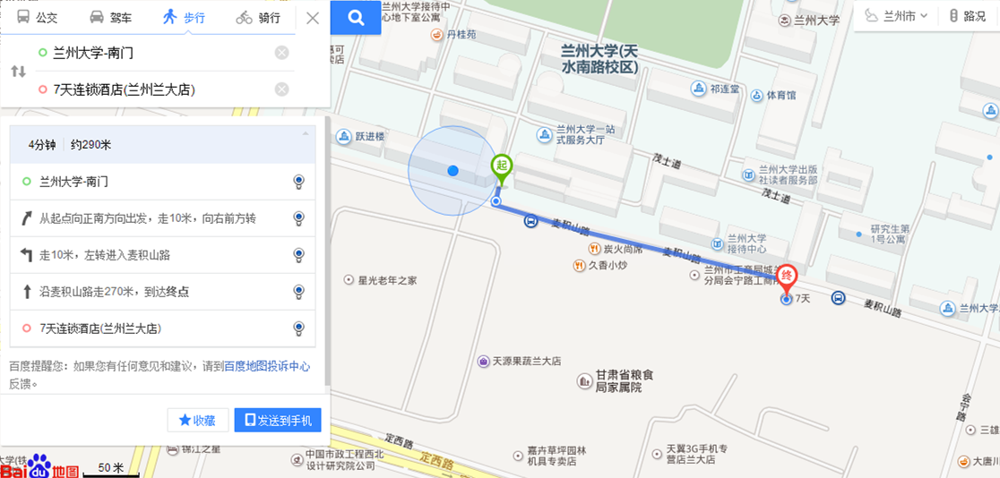 公交
驾车
步行
骑行
兰州大学-南门
7天连锁酒店(兰州兰大店)
4分钟 约290米
兰州大学-南门
从起点向正南方向出发，走10米，向右前方转
走10米，左转进入麦积山路
沿麦积山路走270米，到达终点
7天连锁酒店(兰州兰大店)
百度提醒您：如果您有任何意见和建议，请到百度地图投诉中心
反馈。
收藏
发送到手机
Bai du 地图
50 米
兰州市
路况
兰州大学接待中
心地下室公寓
丹桂苑
兰州大学
兰州大学(天
水南路校区)
祁连堂
体育馆
跃进楼
兰州大学一站
式服务大厅
茂士道
兰州大学出版
社读者服务部
茂士道
起
麦积山路
兰州大学
接待中心
研究生第
1号公寓
炭火尚席
麦积山路
久香小炒
兰州市工商局城关
分局会宁路工商所
终
7天
麦积山路
兰州大学
星光老年之家
天源果蔬兰大店
甘肃省粮食
局家属院
会宁路
定西路
定西路
锦江之星
中国市政工程西北
设计研究院公司
嘉卉草坪园林
机具专卖店
天翼3G手机专
营店兰大店
三雄
大唐川